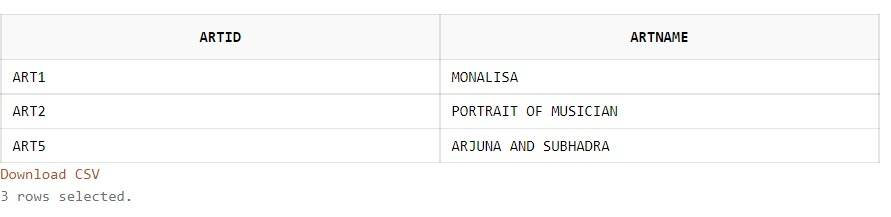 ARTID ARTNAME
ART1 MONALISA
ART2 PORTRAIT OF MUSICIAN
ART5 ARJUNA AND SUBHADRA
Download CSV
3 rows selected.